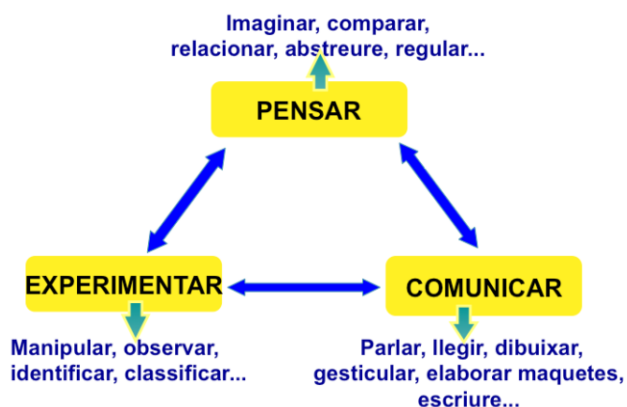 Imaginar, comparar,
relacionar, abstreure, regular...
PENSAR
EXPERIMENTAR
COMUNICAR
Manipular, observar,
identificar, classificar...
Parlar, llegir, dibuixar,
gesticular, elaborar maquetes,
escriure...